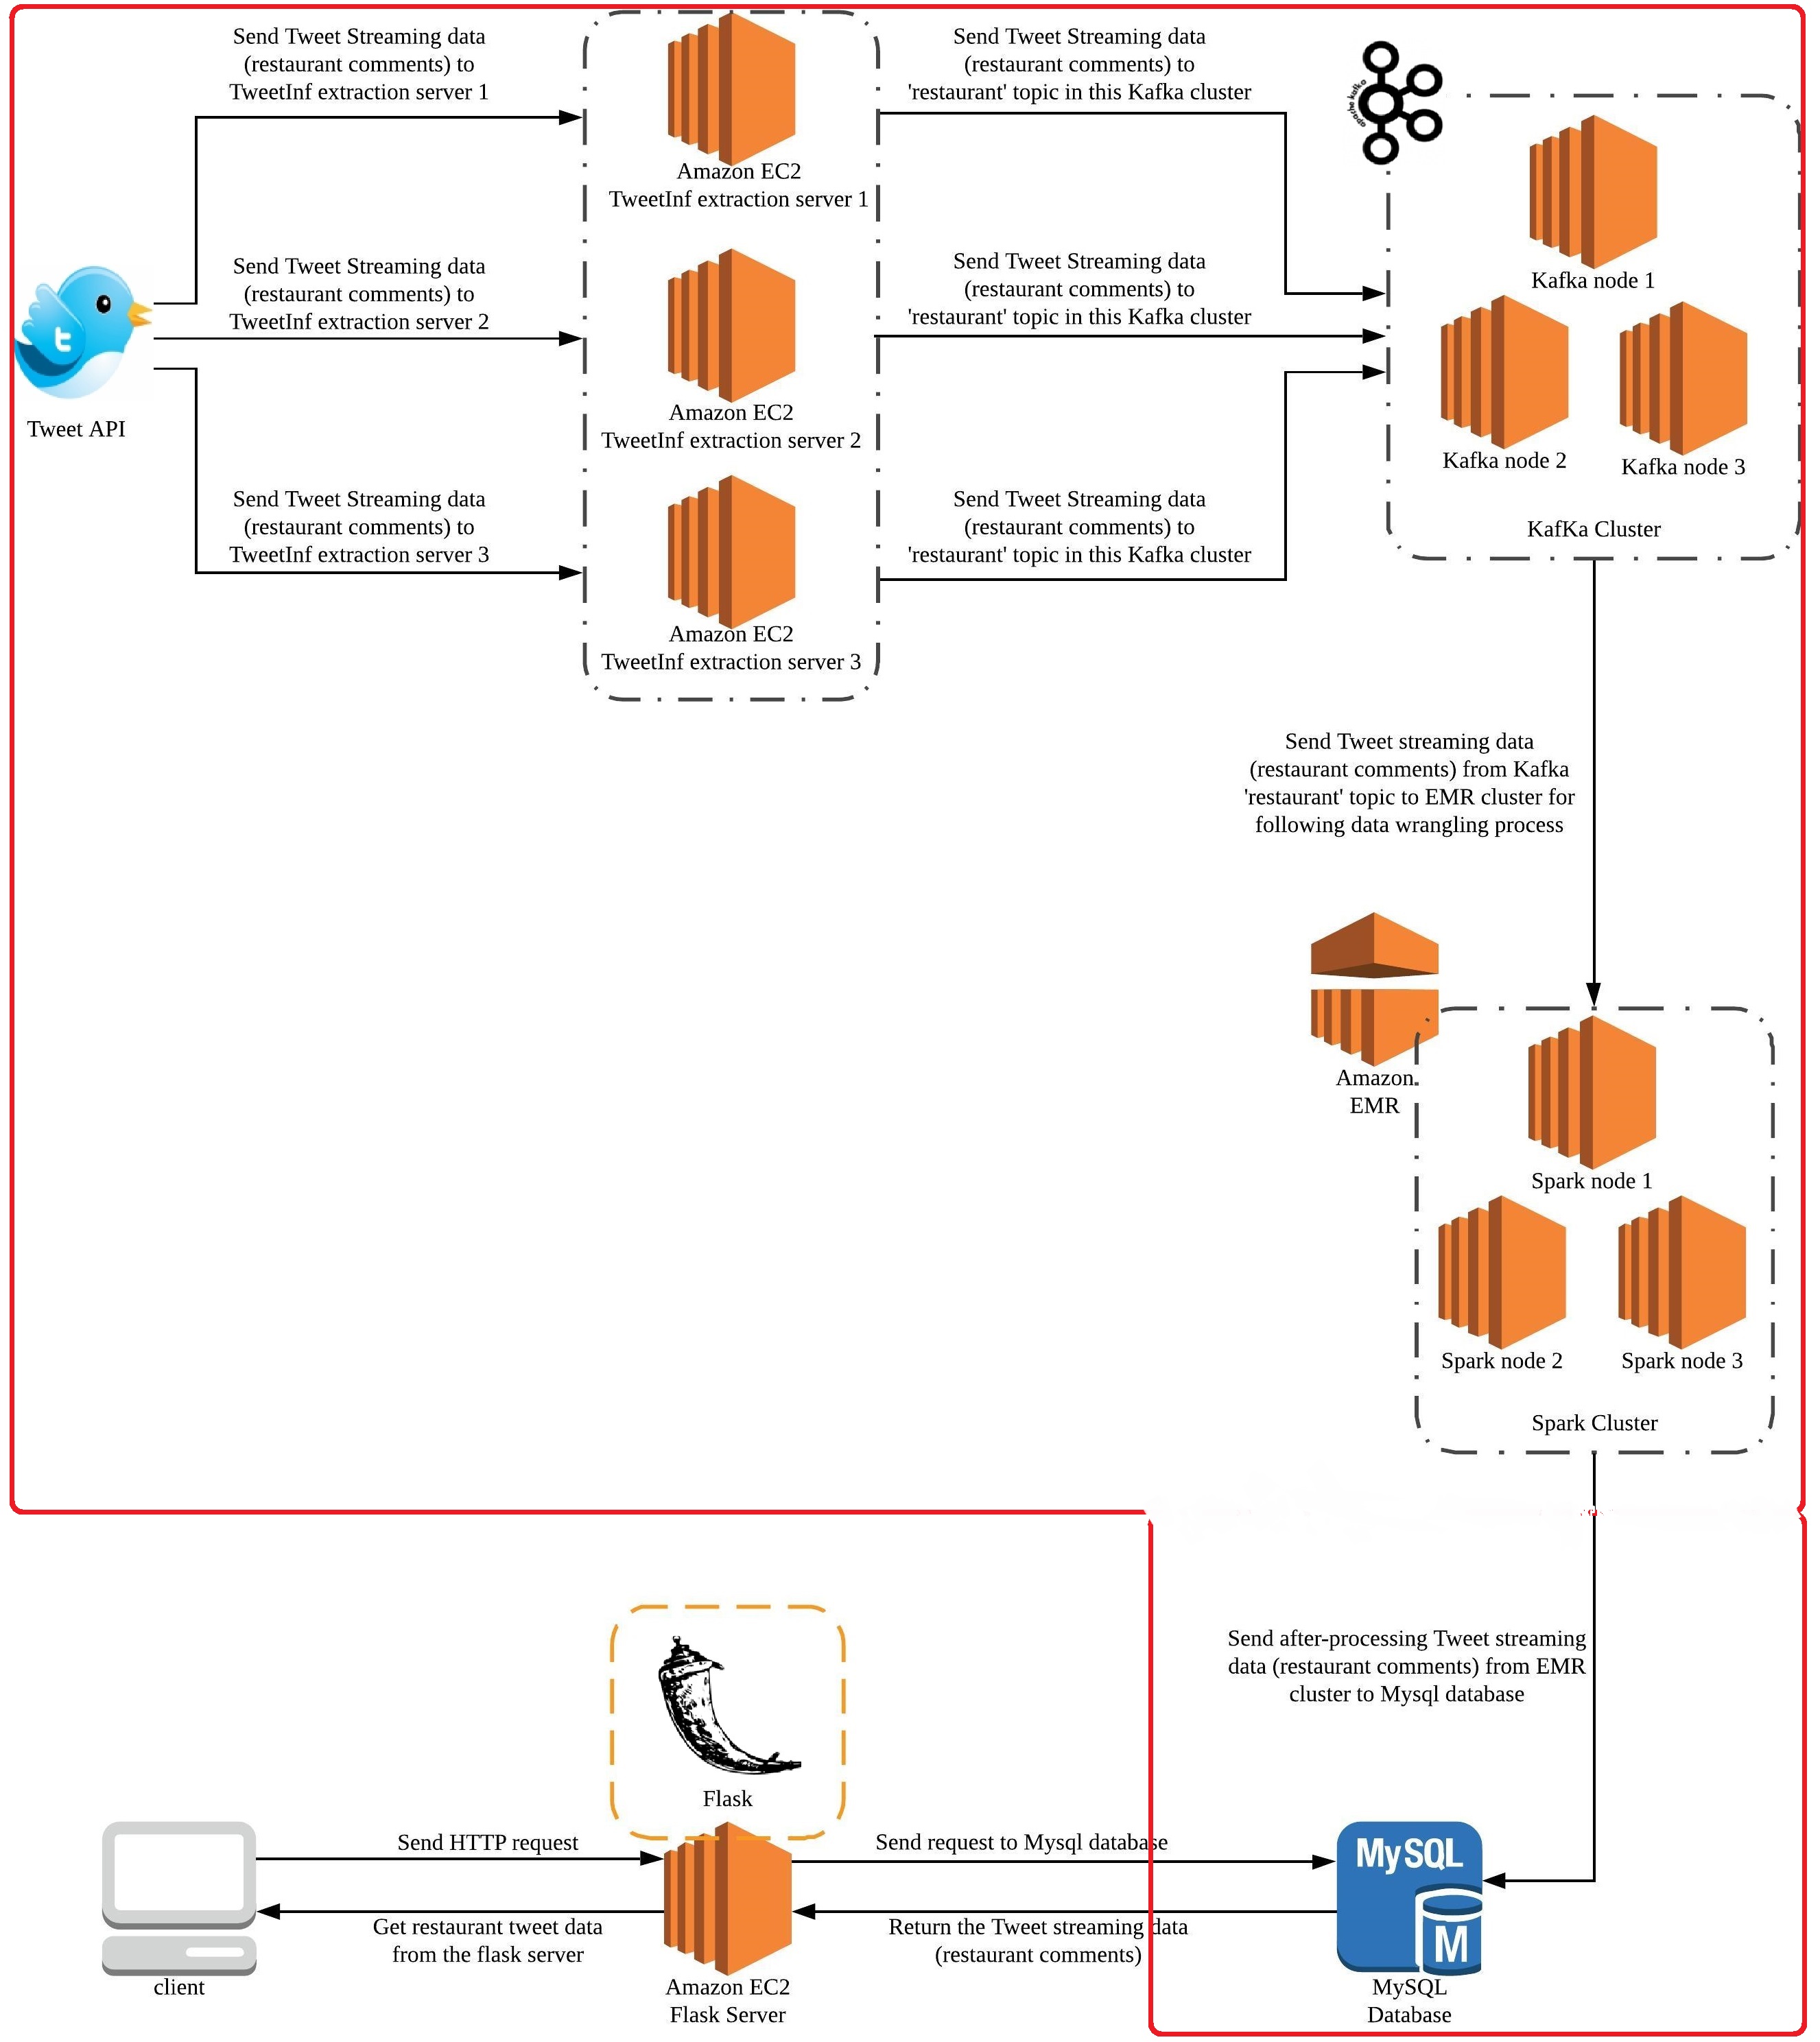 Send Tweet Streaming data
(restaurant comments) to
TweetInf extraction server 1
Send Tweet Streaming data
(restaurant comments) to
'restaurant' topic in this Kafka cluster
apache kafka
Amazon EC2
TweetInf extraction server 1
Kafka node 1
Send Tweet Streaming data
(restaurant comments) to
TweetInf extraction server 2
Send Tweet Streaming data
(restaurant comments) to
'restaurant' topic in this Kafka cluster
t
Tweet API
Amazon EC2
TweetInf extraction server 2
Kafka node 2
Kafka node 3
KafKa Cluster
Send Tweet Streaming data
(restaurant comments) to
TweetInf extraction server 3
Send Tweet Streaming data
(restaurant comments) to
'restaurant' topic in this Kafka cluster
Amazon EC2
TweetInf extraction server 3
Send Tweet streaming data
(restaurant comments) from Kafka
'restaurant' topic to EMR cluster for
following data wrangling process
Amazon
EMR
Spark node 1
Spark node 2
Spark node 3
Spark Cluster
Send after-processing Tweet streaming
data (restaurant comments) from EMR
cluster to Mysql database
Flask
Send HTTP request
Send request to Mysql database
MySQL
M
Get restaurant tweet data
from the flask server
Return the Tweet streaming data
(restaurant comments)
client
Amazon EC2
Flask Server
MySQL
Database